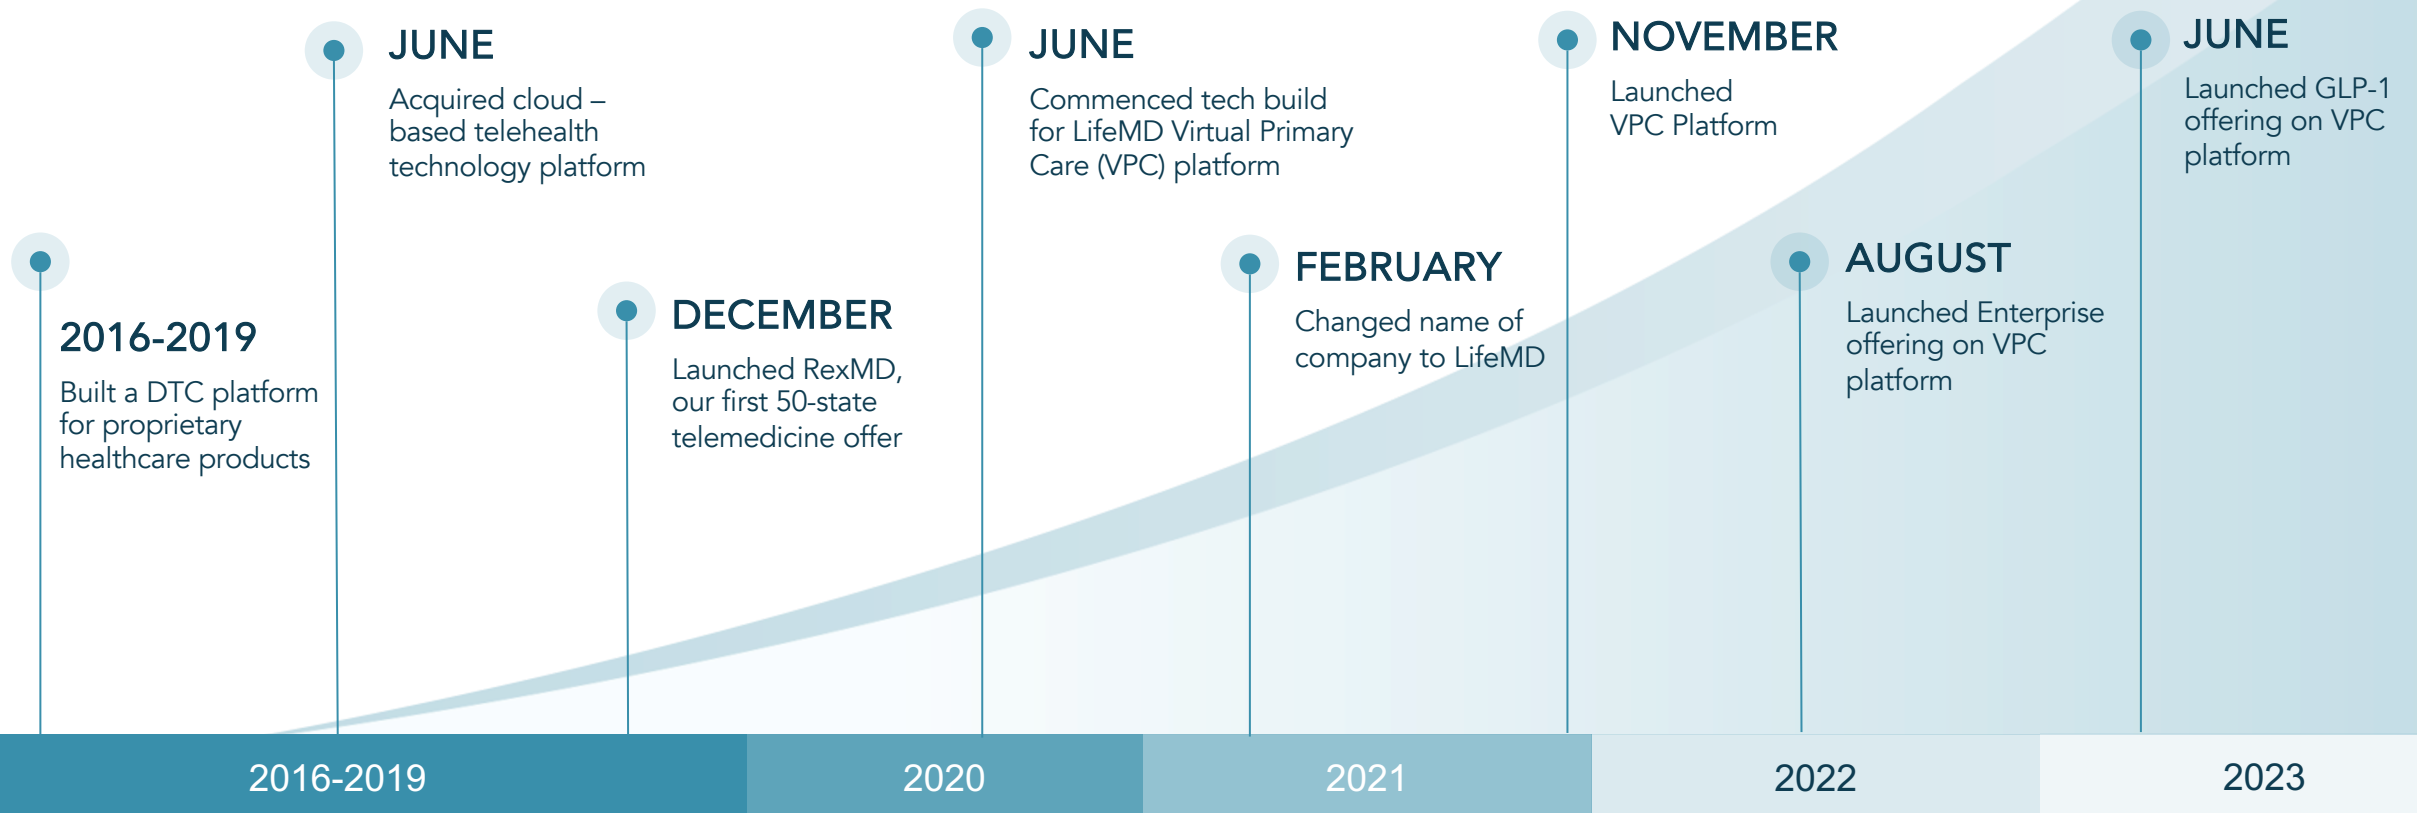 JUNE
Acquired cloud –
based telehealth
technology platform
JUNE
Commenced tech build
for LifeMD Virtual Primary
Care (VPC) platform
NOVEMBER
Launched
VPC Platform
JUNE
Launched GLP-1
offering on VPC
platform
2016-2019
Built a DTC platform
for proprietary
healthcare products
DECEMBER
Launched RexMD,
our first 50-state
telemedicine offer
FEBRUARY
Changed name of
company to LifeMD
AUGUST
Launched Enterprise
offering on VPC
platform
2016-2019
2020
2021
2022
2023